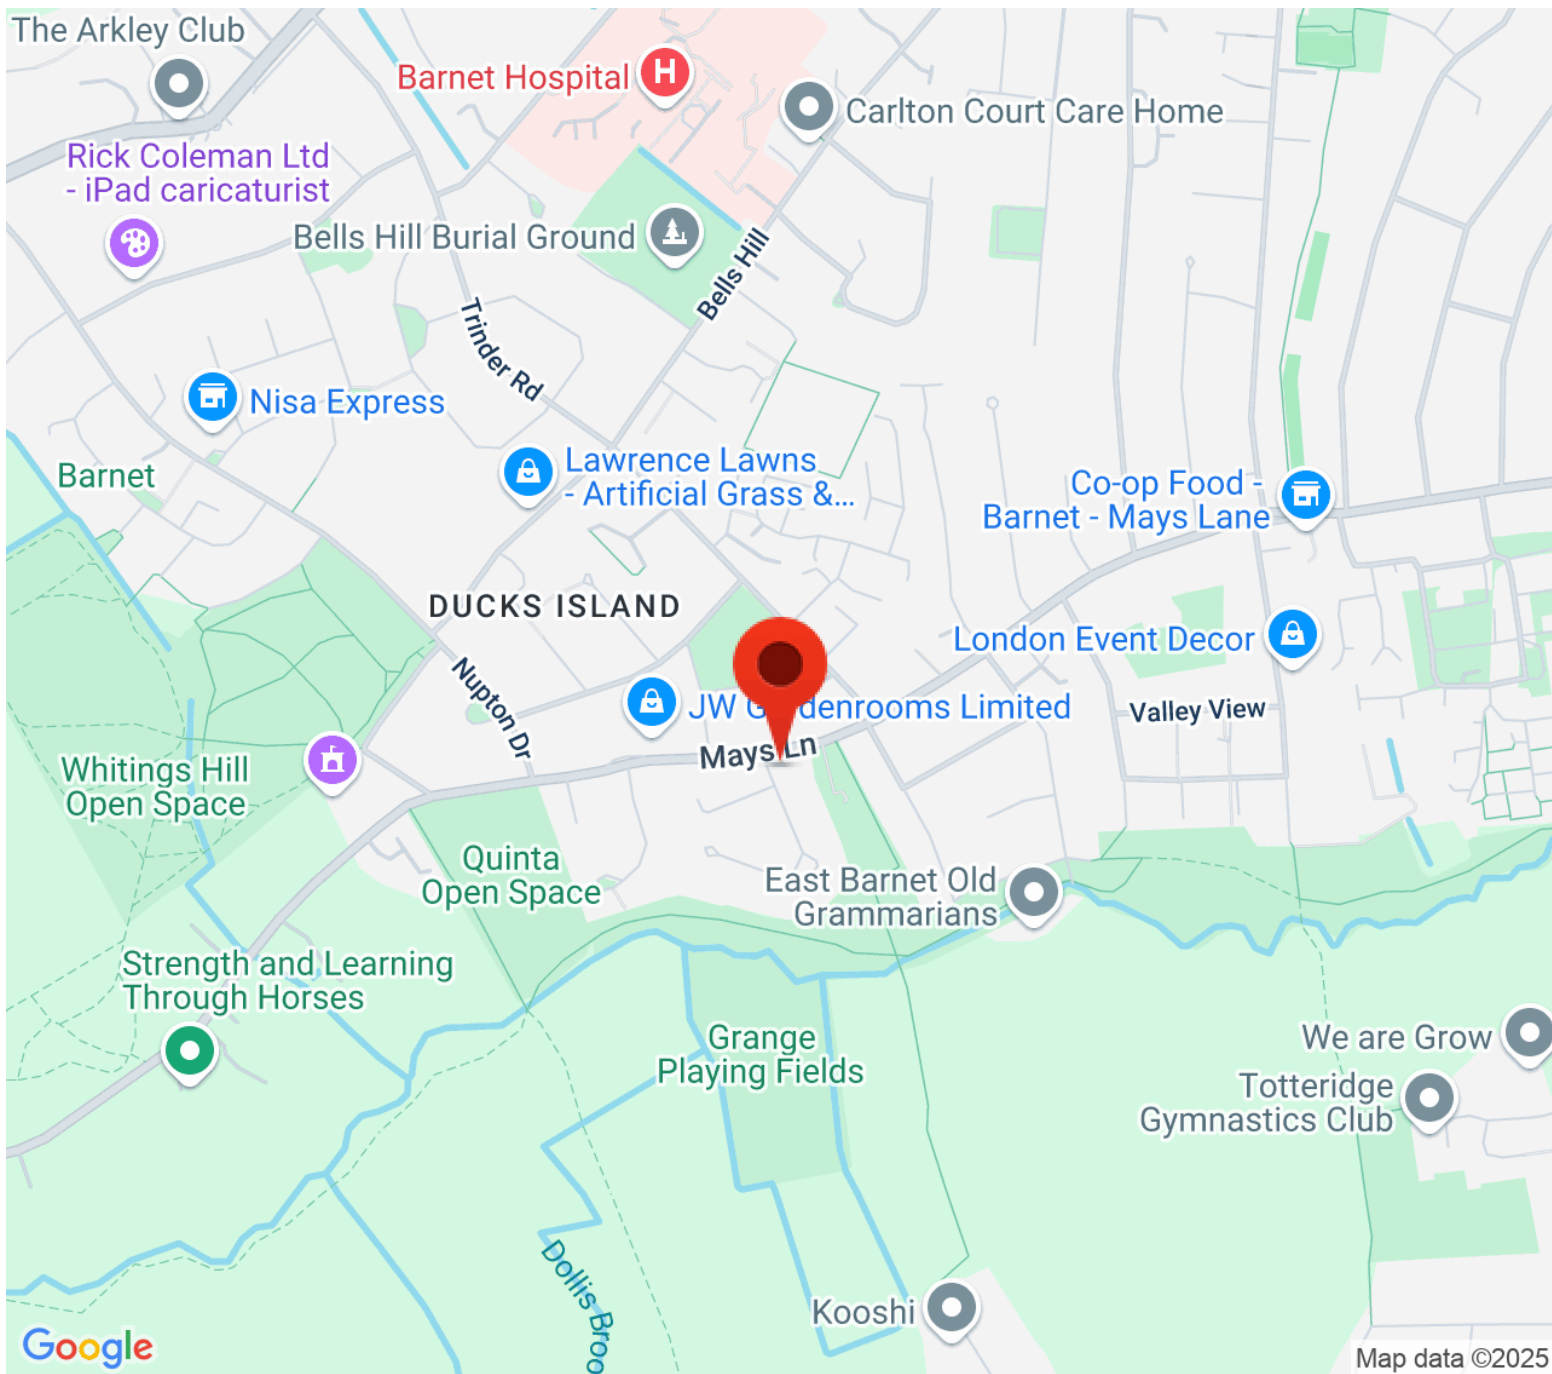 The Arkley Club
Barnet Hospital
H
Carlton Court Care Home
Rick Coleman Ltd
- iPad caricaturist
Bells Hill Burial Ground
Bells Hill
Trinder Rd
Nisa Express
Barnet
Lawrence Lawns
- Artificial Grass &...
Co-op Food -
Barnet - Mays Lane
DUCKS ISLAND
London Event Decor
Nupton Dr
JW G denrooms Limited
Valley View
Mays Ln
Whitings Hill
Open Space
Quinta
Open Space
East Barnet Old
Grammarians
Strength and Learning
Through Horses
Grange
Playing Fields
We are Grow
Totteridge
Gymnastics Club
Dollis Broo
Kooshi
Google
Map data ©2025